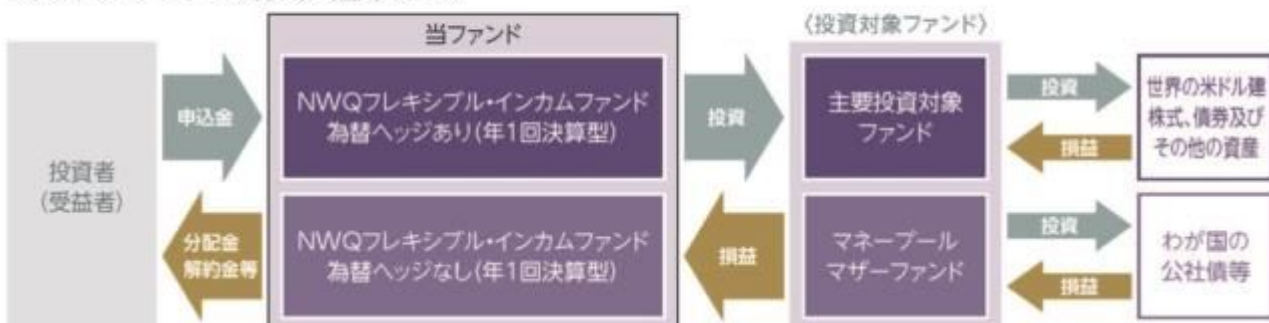 当ファンド
〈投資対象ファンド〉
投資者
(受益者)
申込金
分配金
解約金等
NWQフレキシブル・インカムファンド
為替ヘッジあり(年1回決算型)
NWQフレキシブル・インカムファンド
為替ヘッジなし(年1回決算型)
投資
損益
主要投資対象
ファンド
マネープール
マザーファンド
投資
損益
投資
損益
世界の米ドル建
株式、債券及び
その他の資産
わが国の
公社債等